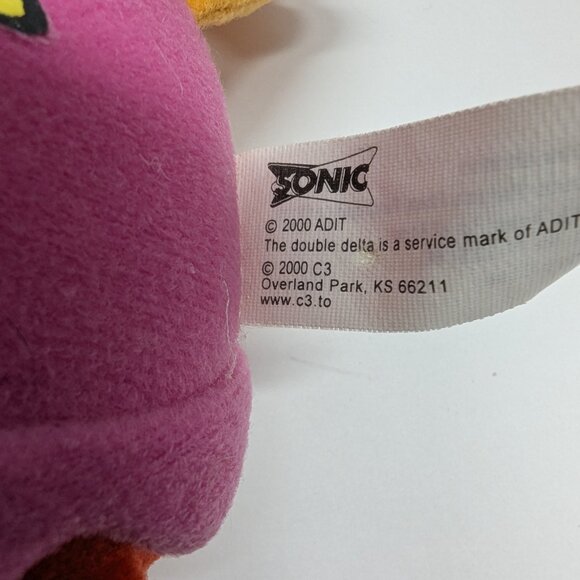 SONIC
© 2000 ADIT
The double delta is a service mark of ADIT
© 2000 C3
Overland Park, KS 66211
www.c3.to